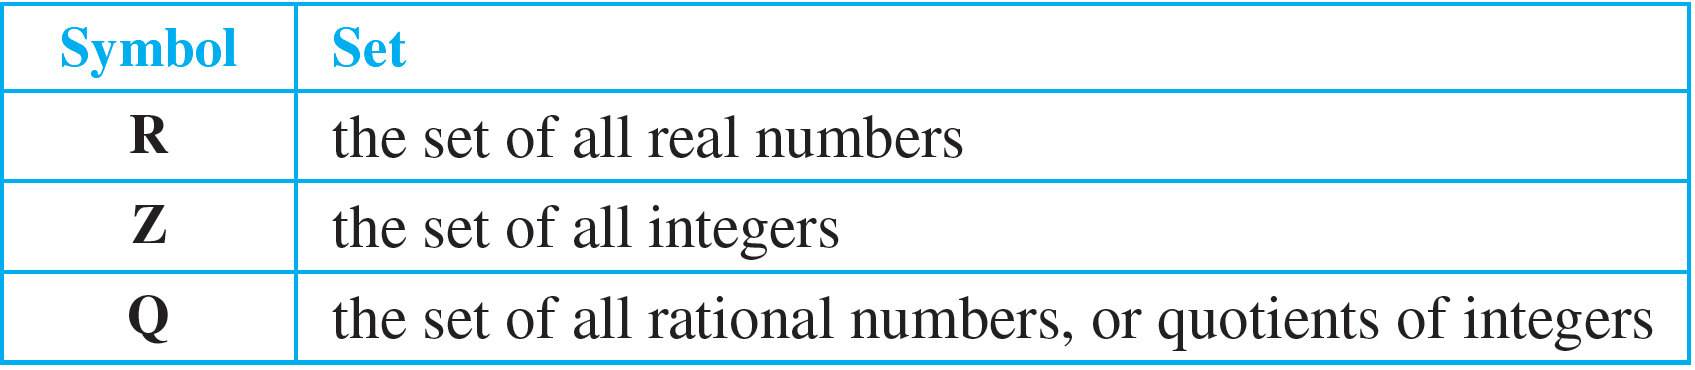 Symbol Set
R the set of all real numbers
Z the set of all integers
Q the set of all rational numbers, or quotients of integers